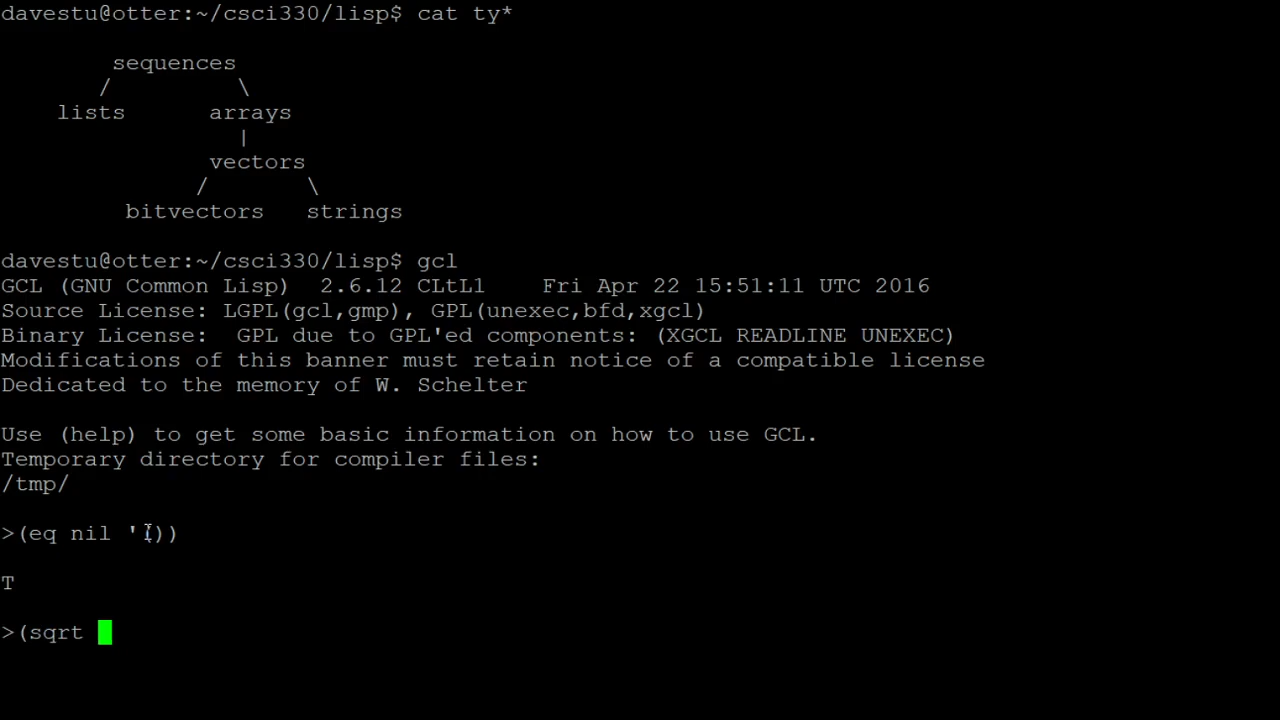 davestu@otter:~/csci330/lisp$ cat ty*
sequences
/ \
lists arrays
|
vectors
/ \
bitvectors strings
davestu@otter:~/csci330/lisp$ gcl
GCL (GNU Common Lisp)  2.6.12 CLtL1    Fri Apr 22 15:51:11 UTC 2016
Source License: LGPL(gcl,gmp), GPL(unexec,bfd,xgcl)
Binary License:  GPL due to GPL'ed components: (XGCL READLINE UNEXEC)
Modifications of this banner must retain notice of a compatible license
Dedicated to the memory of W. Schelter
Use (help) to get some basic information on how to use GCL.
Temporary directory for compiler files:
/tmp/
>(eq nil '())
T
>(sqrt